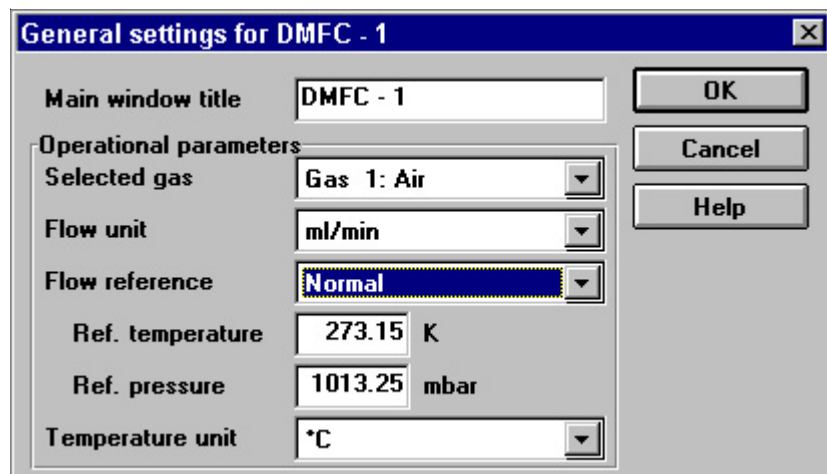 General settings for DMFC - 1
Main window title DMFC - 1
OK
Operational parameters
Cancel
Selected gas Gas 1: Air
Help
Flow unit ml/min
Flow reference Normal
Ref. temperature 273.15 K
Ref. pressure 1013.25 mbar
Temperature unit °C